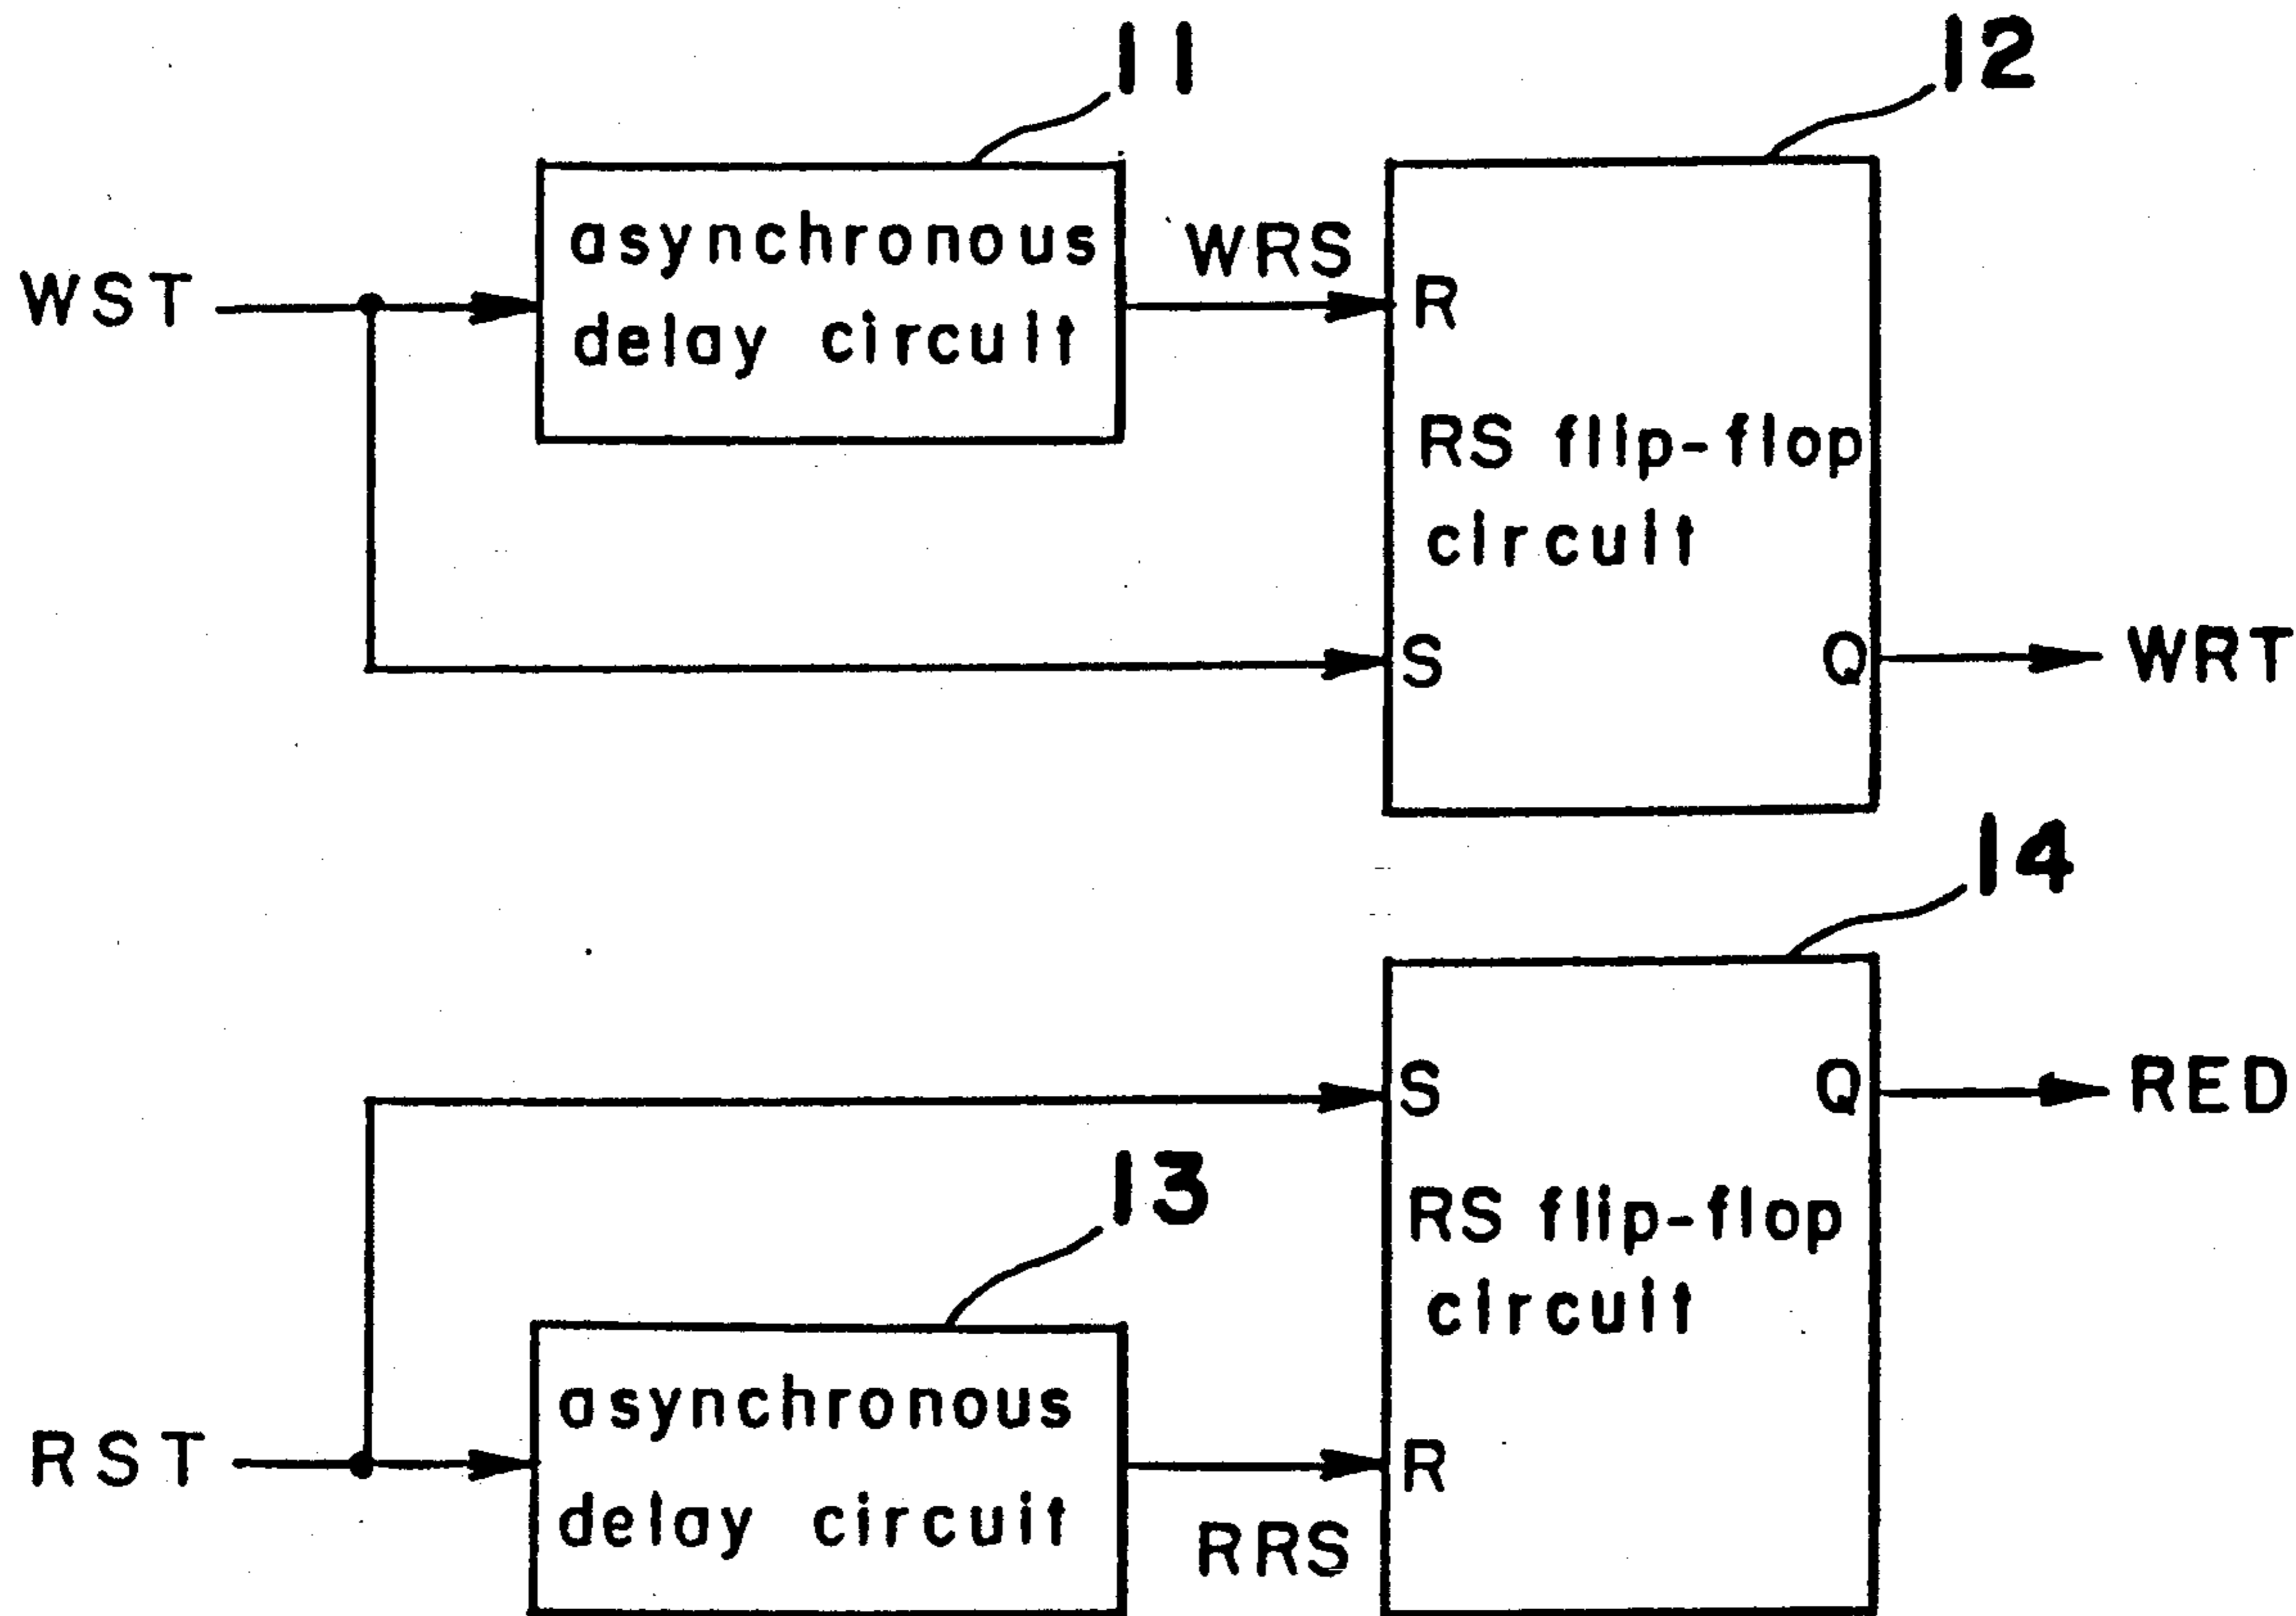 11
12
asynchronous
delay circuit
WST
WRS
R
RS flip-flop
circuit
S
Q
WRT
14
S
Q
RED
13
RS flip-flop
circuit
asynchronous
delay circuit
RST
R
RRS